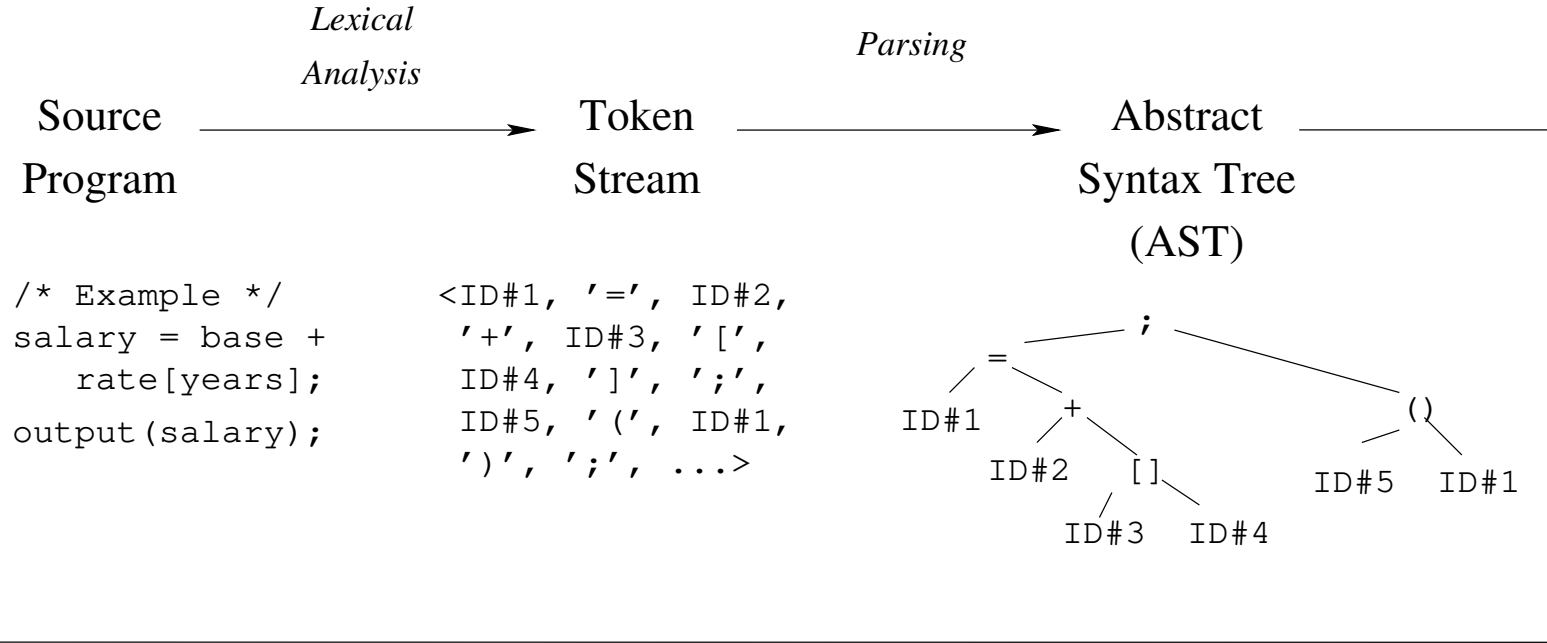 Lexical
Analysis
Parsing
Source
Program
Token
Stream
Abstract
Syntax Tree
(AST)
/* Example */
salary = base +
rate[years];
output(salary);
<ID#1, '=', ID#2,
'+', ID#3, '[',
ID#4, ']', ';',
ID#5, '(', ID#1,
')', ';', ...>
;
=
ID#1
+
()
ID#2
[]
ID#5 ID#1
ID#3 ID#4